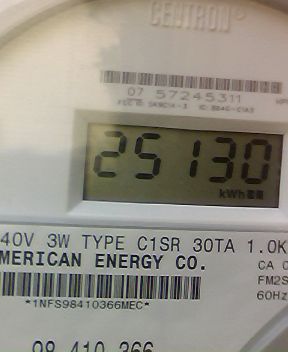 CENTRON®
07 57245311
25130
kWh
40V 3W TYPE C1SR 30TA 1.0K
MERICAN ENERGY CO.
CA 0
FM2S
*1NFS98410366MEC*
60Hz
98 410 366